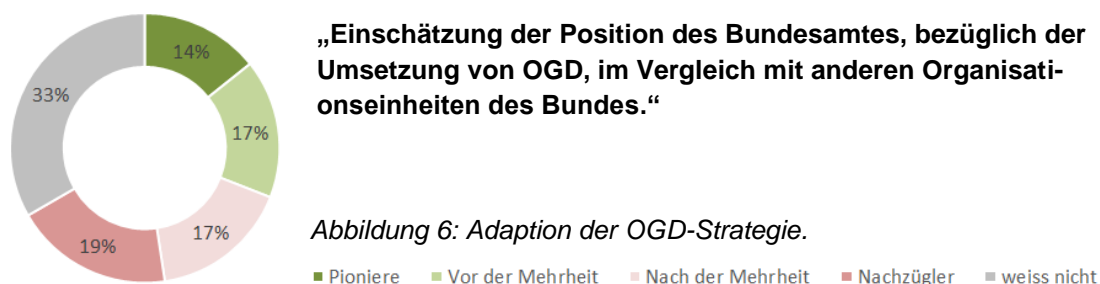 14%
17%
17%
19%
33%
„Einschätzung der Position des Bundesamtes, bezüglich der
Umsetzung von OGD, im Vergleich mit anderen Organisati-
onseinheiten des Bundes.“
Abbildung 6: Adaption der OGD-Strategie.
Pioniere Vor der Mehrheit Nach der Mehrheit Nachzügler weiss nicht